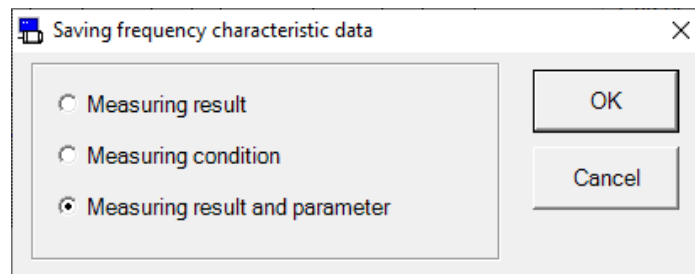 Saving frequency characteristic data
Measuring result
Measuring condition
Measuring result and parameter
OK
Cancel